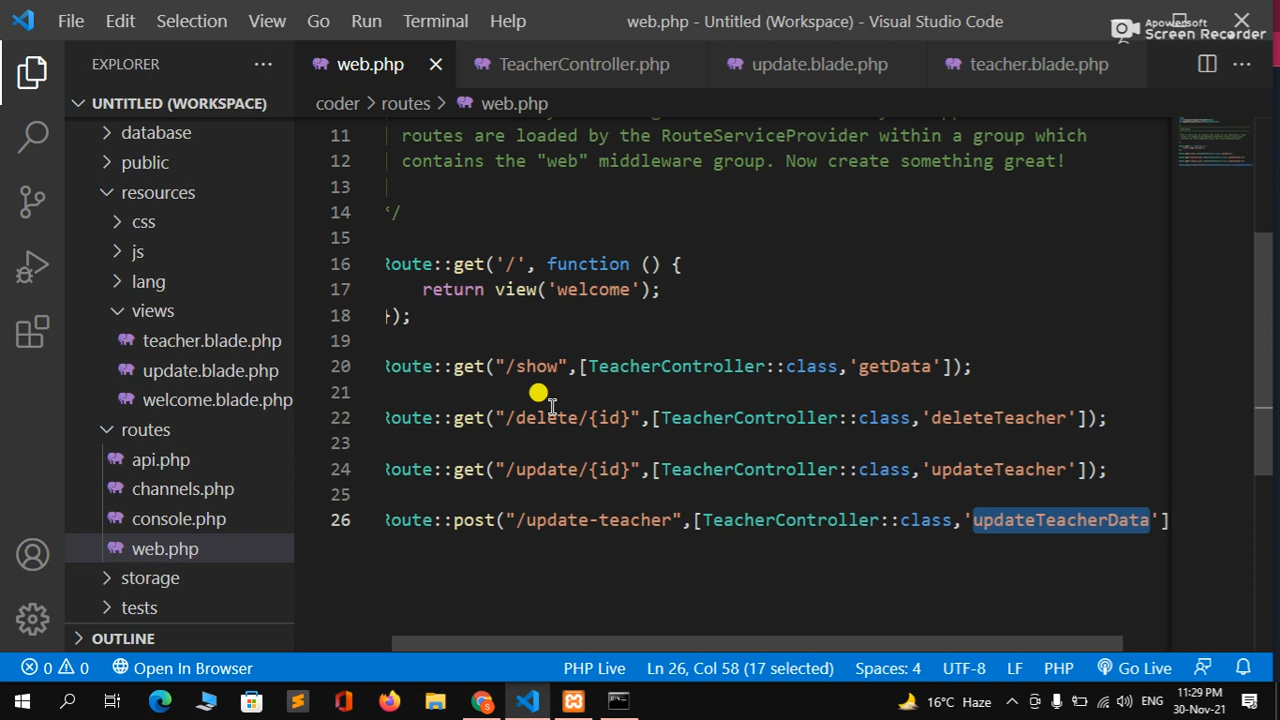 File Edit Selection View Go Run Terminal Help web.php - Untitled (Workspace) - Visual Studio Code
Apowersoft
Screen Recorder
EXPLORER
web.php TeacherController.php update.blade.php teacher.blade.php
UNTITLED (WORKSPACE)
coder > routes > web.php
database
public
resources
css
js
lang
views
teacher.blade.php
update.blade.php
welcome.blade.php
routes
api.php
channels.php
console.php
web.php
storage
tests
OUTLINE
11 routes are loaded by the RouteServiceProvider within a group which
12 contains the "web" middleware group. Now create something great!
13
14 */
15
16 Route::get('/', function () {
17 return view('welcome');
18 });
19
20 Route::get("/show",[TeacherController::class,'getData']);
21
22 Route::get("/delete/{id}",[TeacherController::class,'deleteTeacher']);
23
24 Route::get("/update/{id}",[TeacherController::class,'updateTeacher']);
25
26 Route::post("/update-teacher",[TeacherController::class,'updateTeacherData']
0 0 Open In Browser PHP Live Ln 26, Col 58 (17 selected) Spaces: 4 UTF-8 LF PHP Go Live
16°C Haze ENG 11:29 PM
30-Nov-21